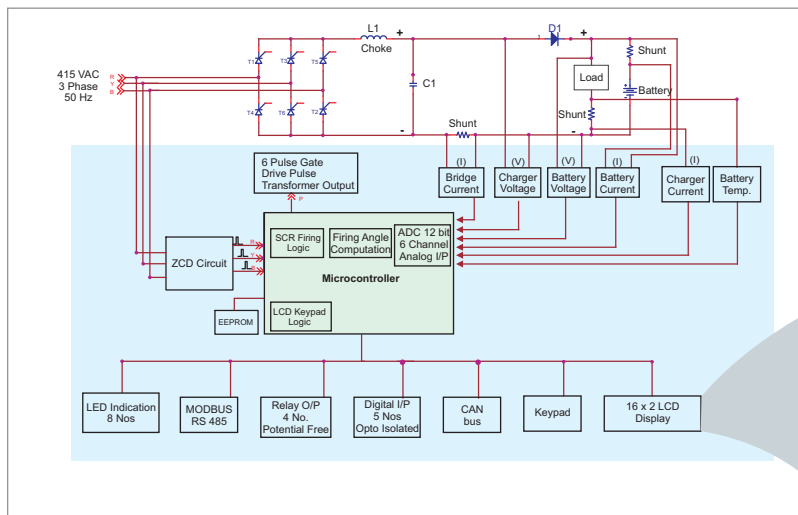 L1
Choke
+
D1
+
T1
T3
T5
Shunt
415 VAC
3 Phase
50 Hz
R
Y
B
C1
Load
Battery
+
-
T4
T6
T2
Shunt
Shunt
-
-
6 Pulse Gate
Drive Pulse
Transformer Output
P
(I)
Bridge
Current
(V)
Charger
Voltage
(V)
Battery
Voltage
(I)
Battery
Current
(I)
Charger
Current
Battery
Temp.
ZCD Circuit
R
Y
B
SCR Firing
Logic
Firing Angle
Computation
ADC 12 bit
6 Channel
Analog I/P
Microcontroller
EEPROM
LCD Keypad
Logic
LED Indication
8 Nos
MODBUS
RS 485
Relay O/P
4 No.
Potential Free
Digital I/P
5 Nos
Opto Isolated
CAN
bus
Keypad
16 x 2 LCD
Display